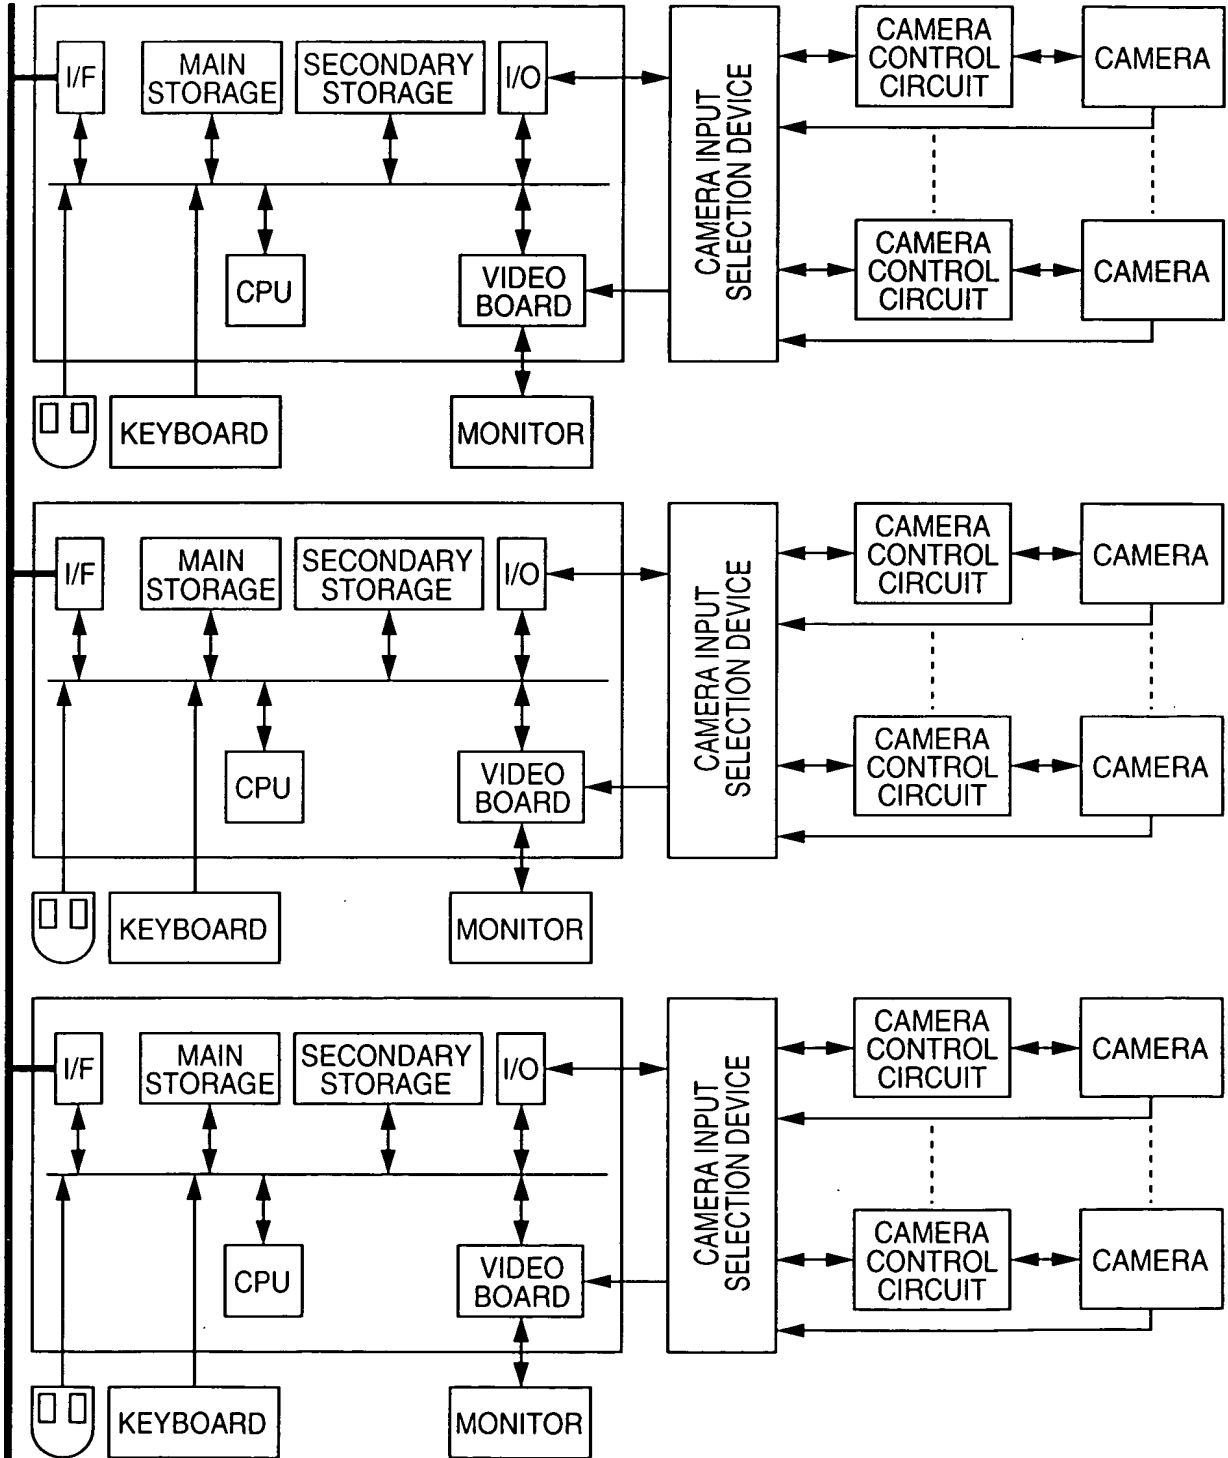 I/F
MAIN
STORAGE
SECONDARY
STORAGE
I/O
CAMERA INPUT
SELECTION DEVICE
CAMERA
CONTROL
CIRCUIT
CAMERA
CPU
VIDEO
BOARD
CAMERA
CONTROL
CIRCUIT
CAMERA
KEYBOARD
MONITOR
I/F
MAIN
STORAGE
SECONDARY
STORAGE
I/O
CAMERA INPUT
SELECTION DEVICE
CAMERA
CONTROL
CIRCUIT
CAMERA
CPU
VIDEO
BOARD
CAMERA
CONTROL
CIRCUIT
CAMERA
KEYBOARD
MONITOR
I/F
MAIN
STORAGE
SECONDARY
STORAGE
I/O
CAMERA INPUT
SELECTION DEVICE
CAMERA
CONTROL
CIRCUIT
CAMERA
CPU
VIDEO
BOARD
CAMERA
CONTROL
CIRCUIT
CAMERA
KEYBOARD
MONITOR